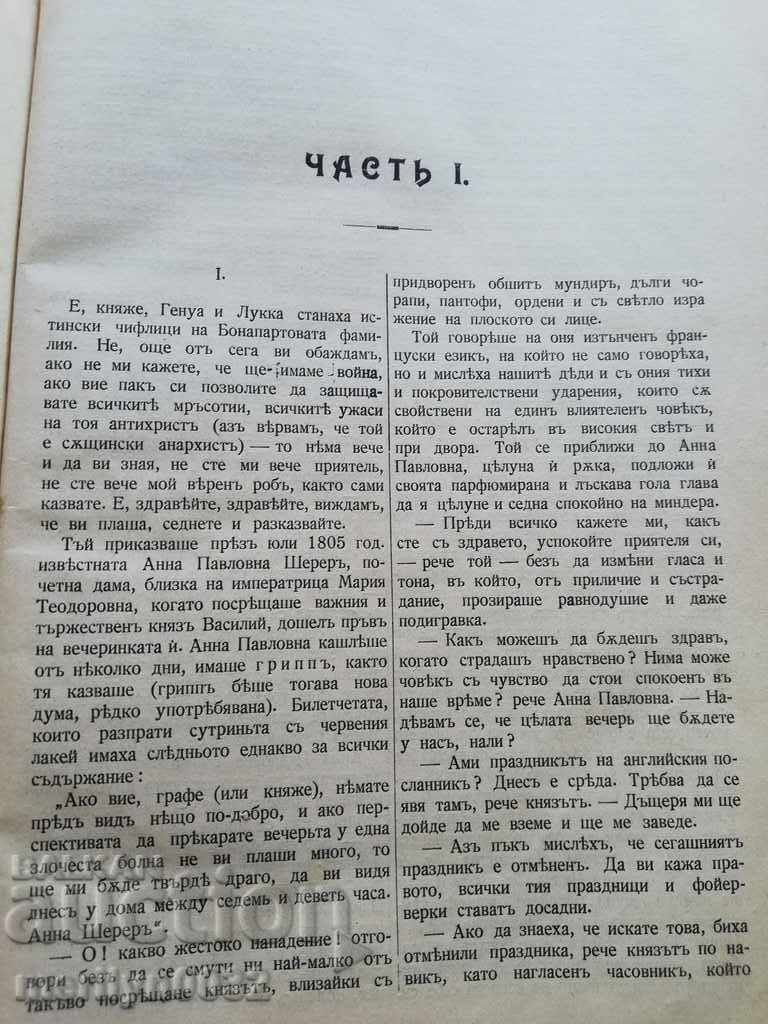 ЧАСТЬ I.
I.
Е, княже, Генуа и Лукка станаха ис-
тински чифлици на Бонапартовата фами-
лия. Не, още отъ сега ви обаждамъ,
ако не ми кажете, че ще имаме война,
ако вие пакъ си позволите да защища-
вате всичкитѣ мръсотии, всичкитѣ ужаси
на тоя антихристъ (азъ вѣрвамъ, че той
е сѫщински анархистъ) — то нѣма вече
и да ви зная, не сте ми вече приятель,
не сте вече мой вѣренъ робъ, както сами
казвате. Е, здравѣйте, здравѣйте, виждамъ,
че ви плаша, седнете и разказвайте.
Тъй приказваше прѣзъ юли 1805 год.
извѣстната Анна Павловна Шереръ, по-
четна дама, близка на императрица Мария
Теодоровна, когато посрѣщаше важния и
тържественъ князъ Василий, дошелъ пръвъ
на вечеринката ѝ. Анна Павловна кашлѣше
отъ нѣколко дни, имаше гриппъ, както
тя казваше (гриппъ бѣше тогава нова
дума, рѣдко употрѣбявана). Билетчетата,
които разпрати сутриньта съ червения
лакей имаха слѣдньото еднакво за всички
съдържание:
„Ако вие, графе (или княже), нѣмате
прѣдъ видъ нѣщо по-добро, и ако пер-
спективата да прѣкарате вечерьта у една
злочеста болна не ви плаши много, то
ще ми бѫде твърдѣ драго, да ви видя
днесъ у дома между седемь и деветь часа.
Анна Шереръ“.
— О! какво жестоко нападение! отго-
вори безъ да се смути ни най-малко отъ
такъво посрѣщане князътъ, влизайки съ
придворенъ обшитъ мундиръ, дълги чо-
рапи, пантофи, ордени и съ свѣтло изра
жение на плоското си лице.
Той говорѣше на оня изтънченъ фран-
цуски езикъ, на който не само говорѣха,
но и мислѣха нашитѣ дѣди и съ ония тихи
и покровителствени ударения, които сѫ
свойствени на единъ влиятеленъ човѣкъ,
който е остарѣлъ въ високия свѣтъ и
при двора. Той се приближи до Анна
Павловна, цѣлуна ѝ рѫка, подложи ѝ
своята парфюмирана и лъскава гола глава
да я цѣлуне и седна спокойно на миндера.
— Прѣди всичко кажете ми, какъ
сте съ здравето, успокойте приятеля си,
— рече той — безъ да измѣни гласа и
тона, въ който, отъ приличие и състра-
дание, прозираше равнодушие и даже
подигравка.
— Какъ можешъ да бѫдешъ здравъ,
когато страдашъ нравствено? Нима може
човѣкъ съ чувство да стои спокоенъ въ
наше врѣме? рече Анна Павловна. — На-
дѣвамъ се, че цѣлата вечерь ще бѫдете
у насъ, нали?
— Ами праздникътъ на английския по-
сланникъ? Днесъ е срѣда. Трѣбва да се
явя тамъ, рече князътъ. — Дъщеря ми ще
дойде да ме вземе и ще ме заведе.
— Азъ пъкъ мислѣхъ, че сегашниятъ
праздникъ е отмѣненъ. Да ви кажа пра-
вото, всички тия праздници и фойер-
верки ставатъ досадни.
— Ако да знаеха, че искате това, биха
отмѣнили праздника, рече князътъ по на-
викъ, като нагласенъ часовникъ, който